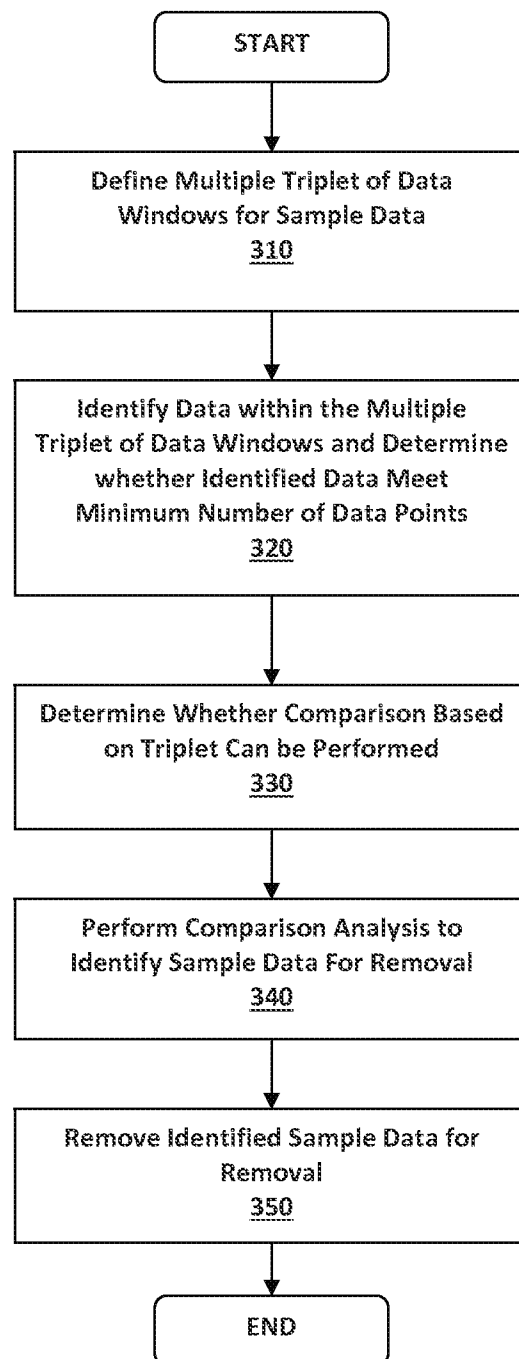 START
Define Multiple Triplet of Data
Windows for Sample Data
310
Identify Data within the Multiple
Triplet of Data Windows and Determine
whether Identified Data Meet
Minimum Number of Data Points
320
Determine Whether Comparison Based
on Triplet Can be Performed
330
Perform Comparison Analysis to
Identify Sample Data For Removal
340
Remove Identified Sample Data for
Removal
350
END